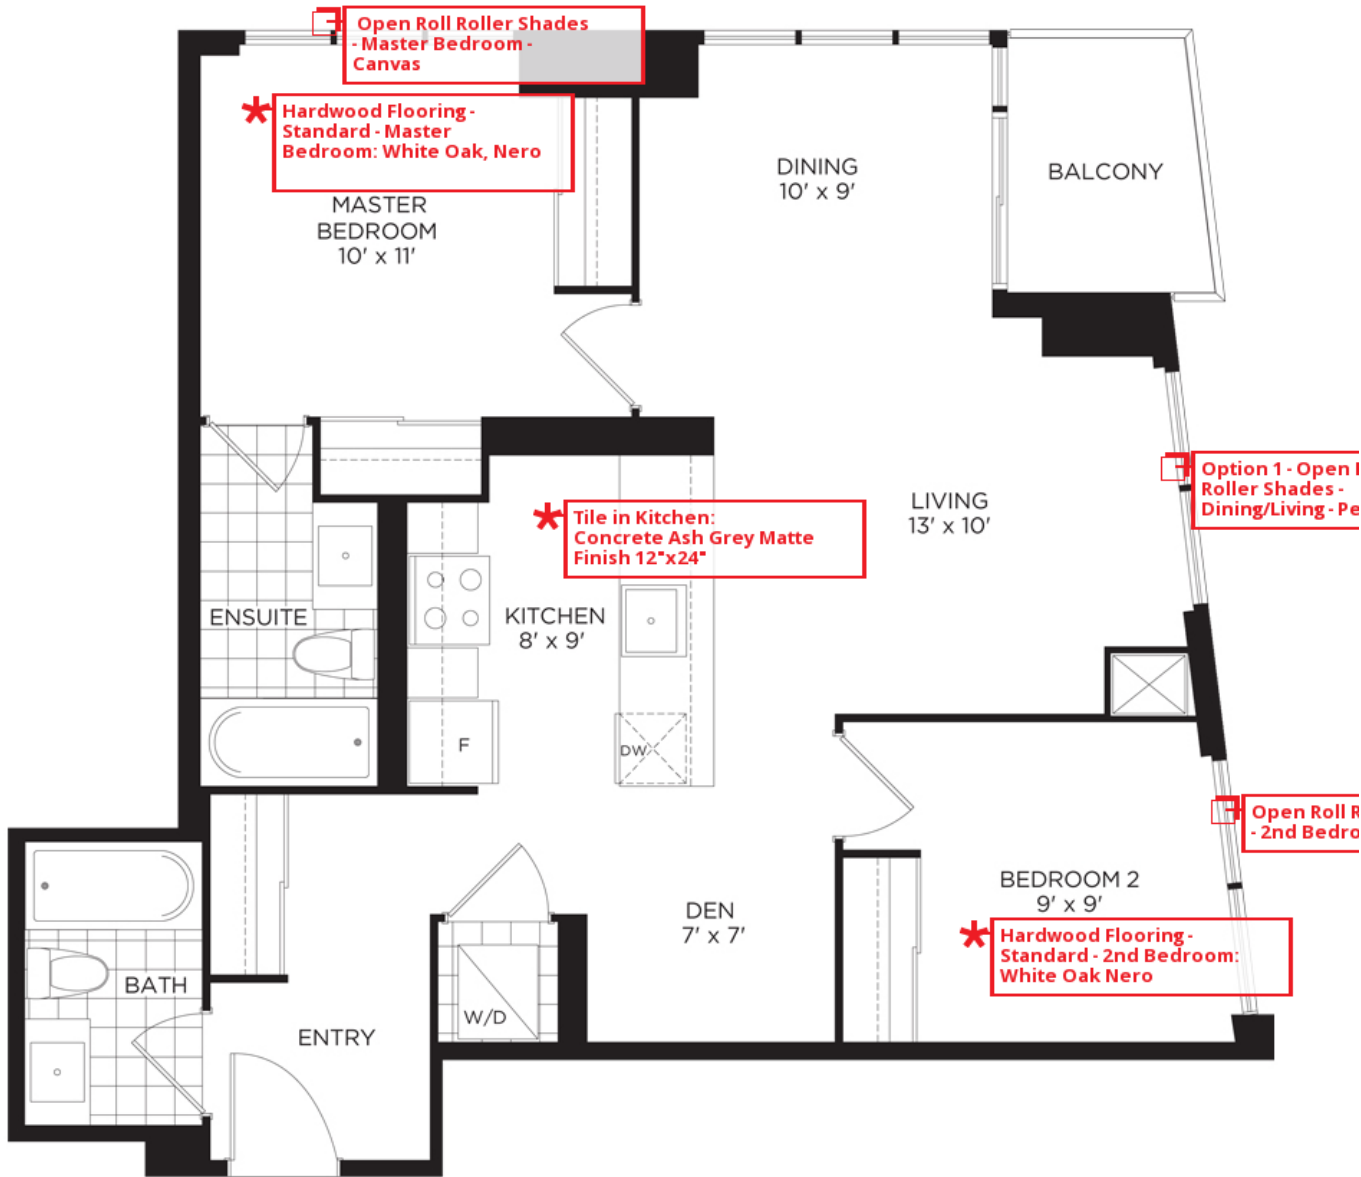 Open Roll Roller Shades
- Master Bedroom -
Canvas
Hardwood Flooring -
Standard - Master
Bedroom: White Oak, Nero
MASTER
BEDROOM
10' x 11'
DINING
10' x 9'
BALCONY
Option 1 - Open
Roller Shades -
Dining/Living -
LIVING
13' x 10'
Tile in Kitchen:
Concrete Ash Grey Matte
Finish 12"x24"
ENSUITE
KITCHEN
8' x 9'
F
DW
Open Roll
- 2nd
BEDROOM 2
9' x 9'
Hardwood Flooring -
Standard - 2nd Bedroom:
White Oak Nero
DEN
7' x 7'
BATH
W/D
ENTRY